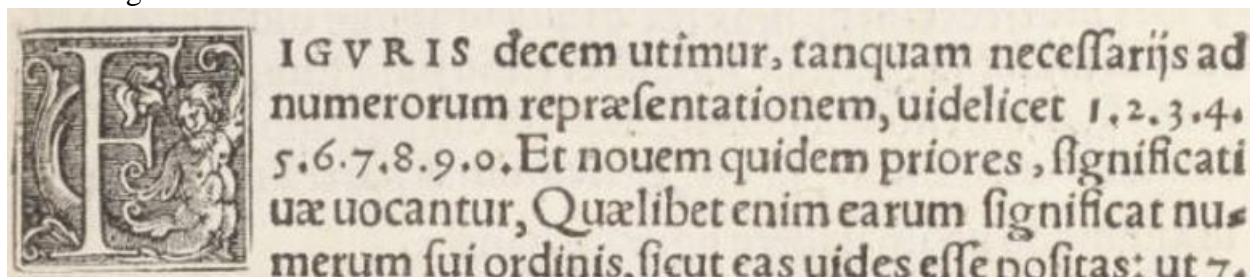 FIGVRIS decem utimur, tanquam neceſſarijs ad
numerorum repræſentationem, uidelicet 1.2.3.4.
5.6.7.8.9.0. Et nouem quidem priores, ſignificati
uæ uocantur, Quælibet enim earum ſignificat nu-
merum ſui ordinis, ſicut eas uides eſſe poſitas: ut 7.